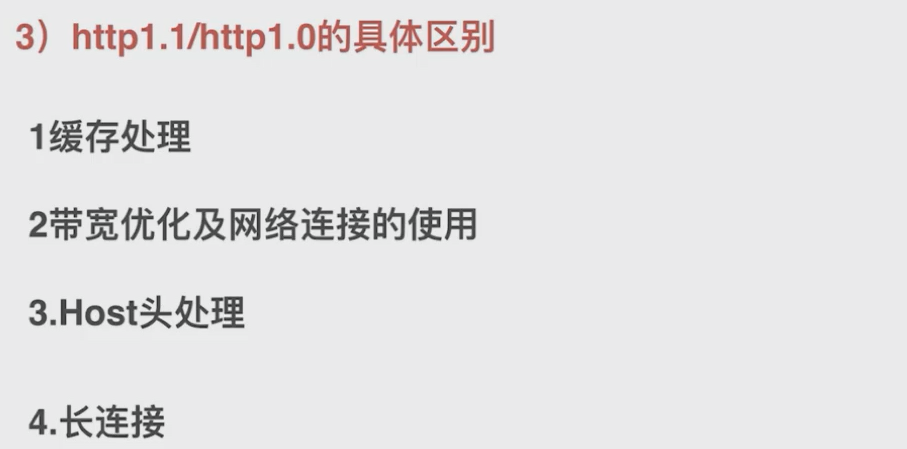 3）http1.1/http1.0的具体区别
1缓存处理
2带宽优化及网络连接的使用
3.Host头处理
4.长连接